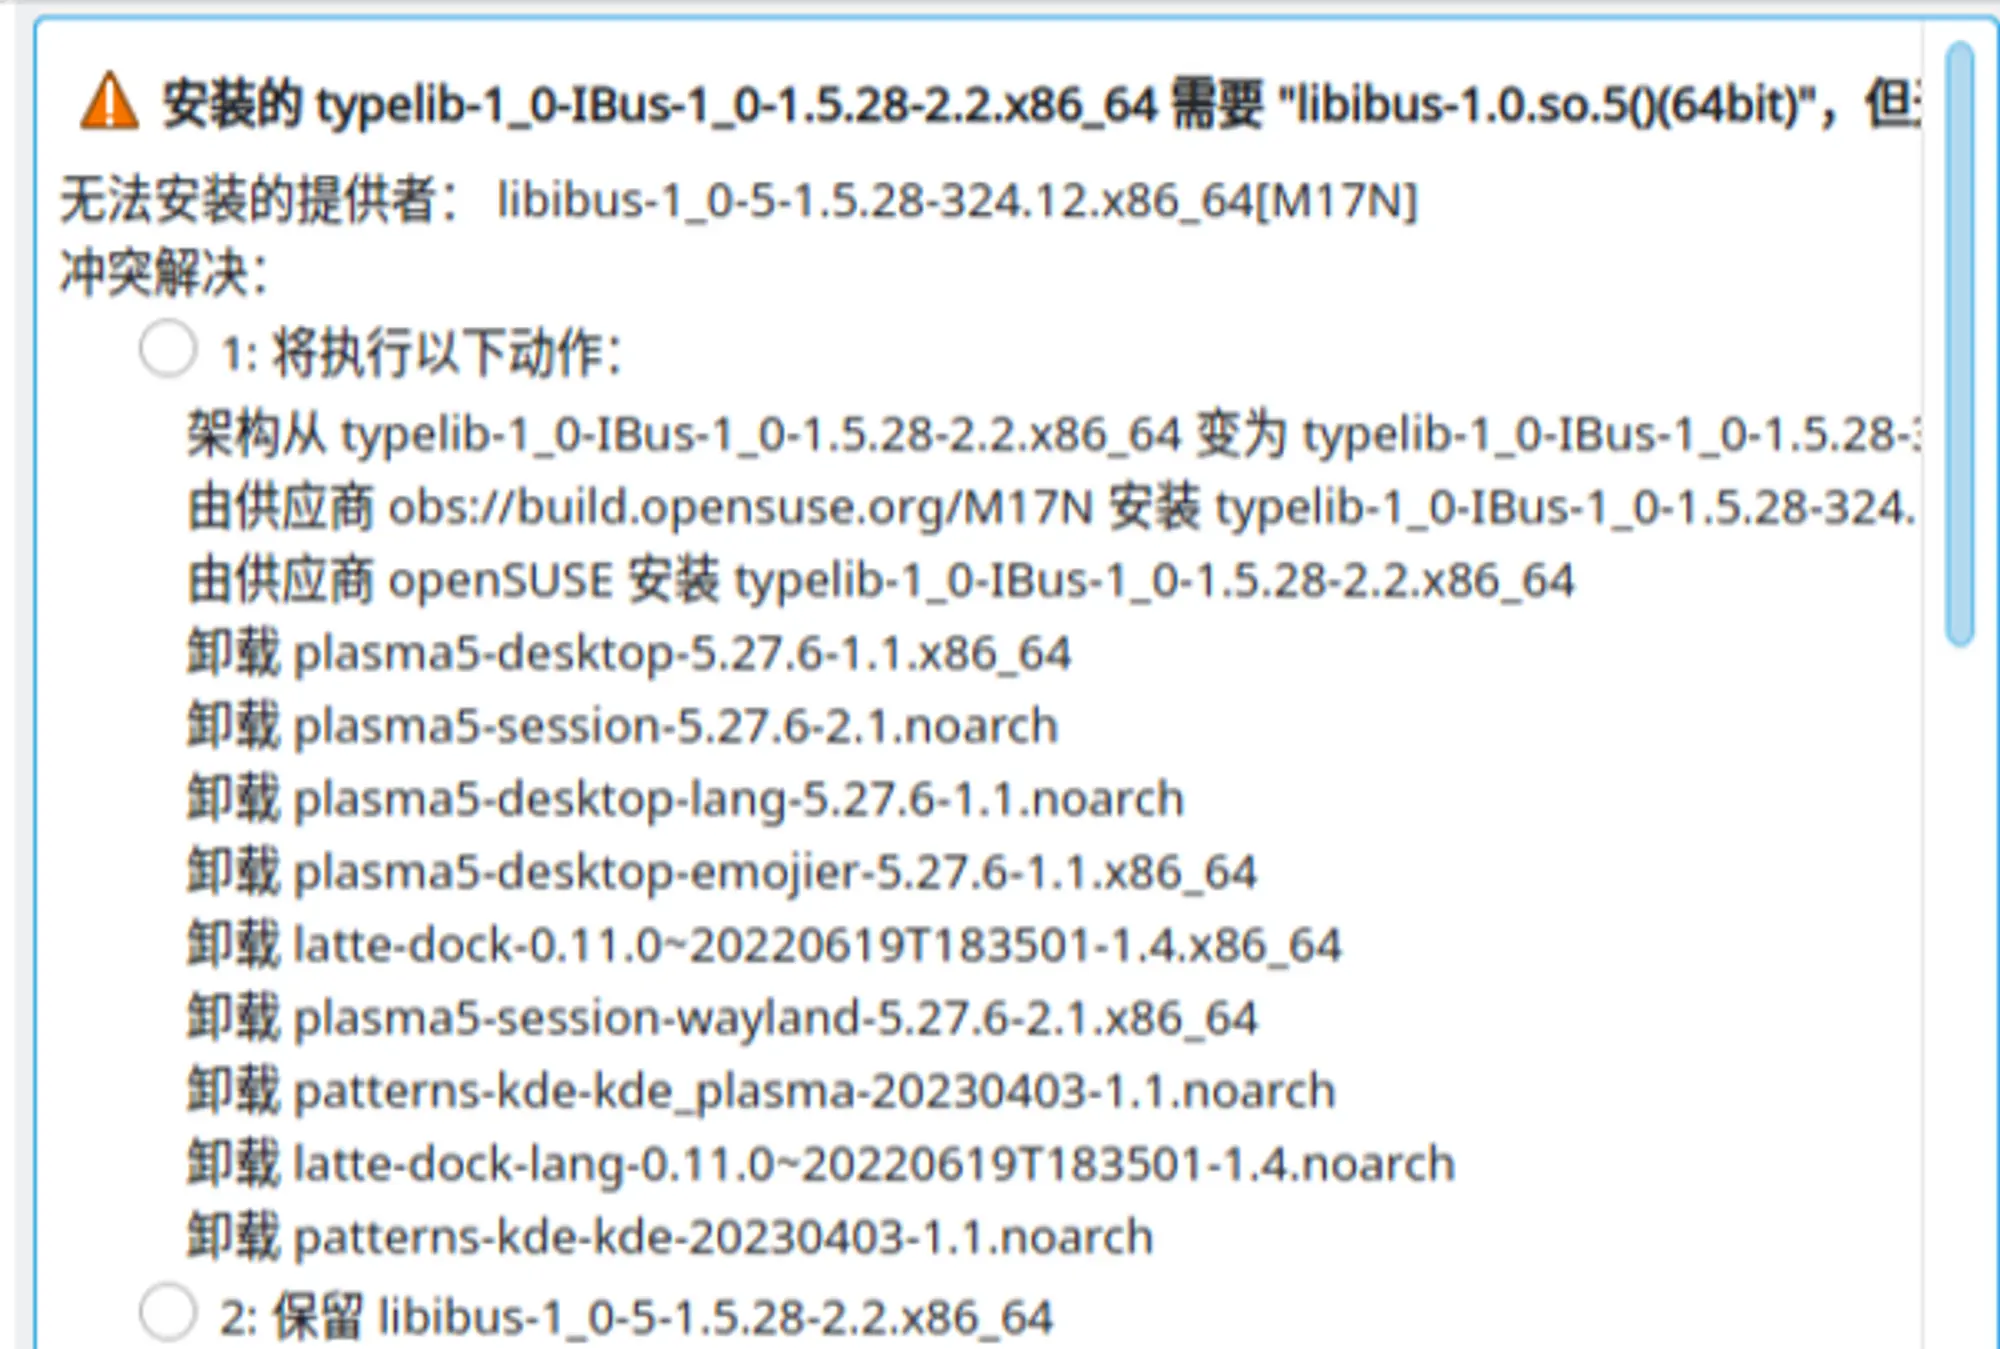 安装的 typelib-1_0-IBus-1_0-1.5.28-2.2.x86_64 需要 "libibus-1.0.so.5()(64bit)"，但
无法安装的提供者： libibus-1_0-5-1.5.28-324.12.x86_64[M17N]
冲突解决：
1: 将执行以下动作：
架构从 typelib-1_0-IBus-1_0-1.5.28-2.2.x86_64 变为 typelib-1_0-IBus-1_0-1.5.28-
由供应商 obs://build.opensuse.org/M17N 安装 typelib-1_0-IBus-1_0-1.5.28-324.
由供应商 openSUSE 安装 typelib-1_0-IBus-1_0-1.5.28-2.2.x86_64
卸载 plasma5-desktop-5.27.6-1.1.x86_64
卸载 plasma5-session-5.27.6-2.1.noarch
卸载 plasma5-desktop-lang-5.27.6-1.1.noarch
卸载 plasma5-desktop-emojier-5.27.6-1.1.x86_64
卸载 latte-dock-0.11.0~20220619T183501-1.4.x86_64
卸载 plasma5-session-wayland-5.27.6-2.1.x86_64
卸载 patterns-kde-kde_plasma-20230403-1.1.noarch
卸载 latte-dock-lang-0.11.0~20220619T183501-1.4.noarch
卸载 patterns-kde-kde-20230403-1.1.noarch
2: 保留 libibus-1_0-5-1.5.28-2.2.x86_64